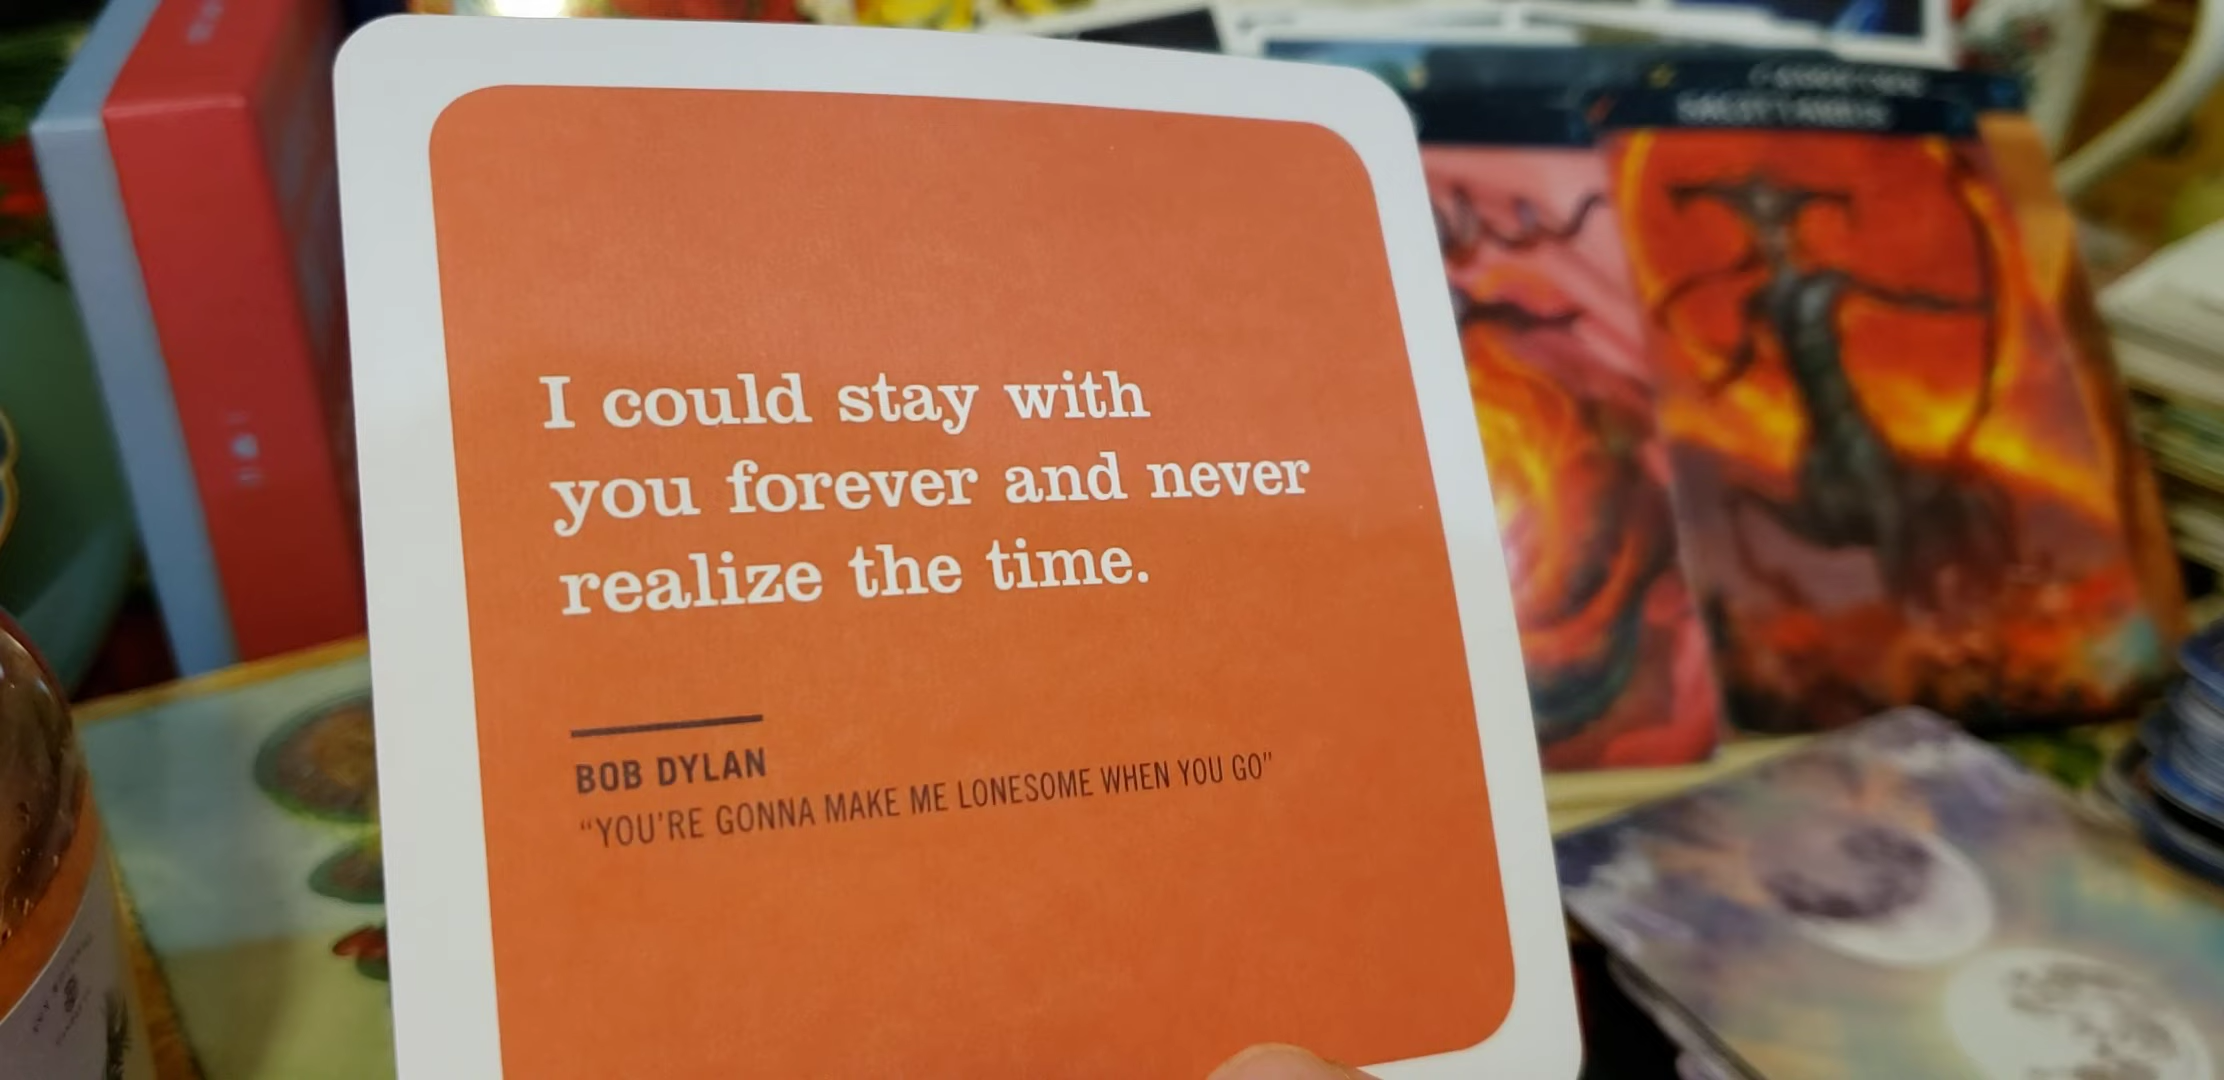 I could stay with
you forever and never
realize the time.
BOB DYLAN
"YOU'RE GONNA MAKE ME LONESOME WHEN YOU GO"
SAGITTARIUS